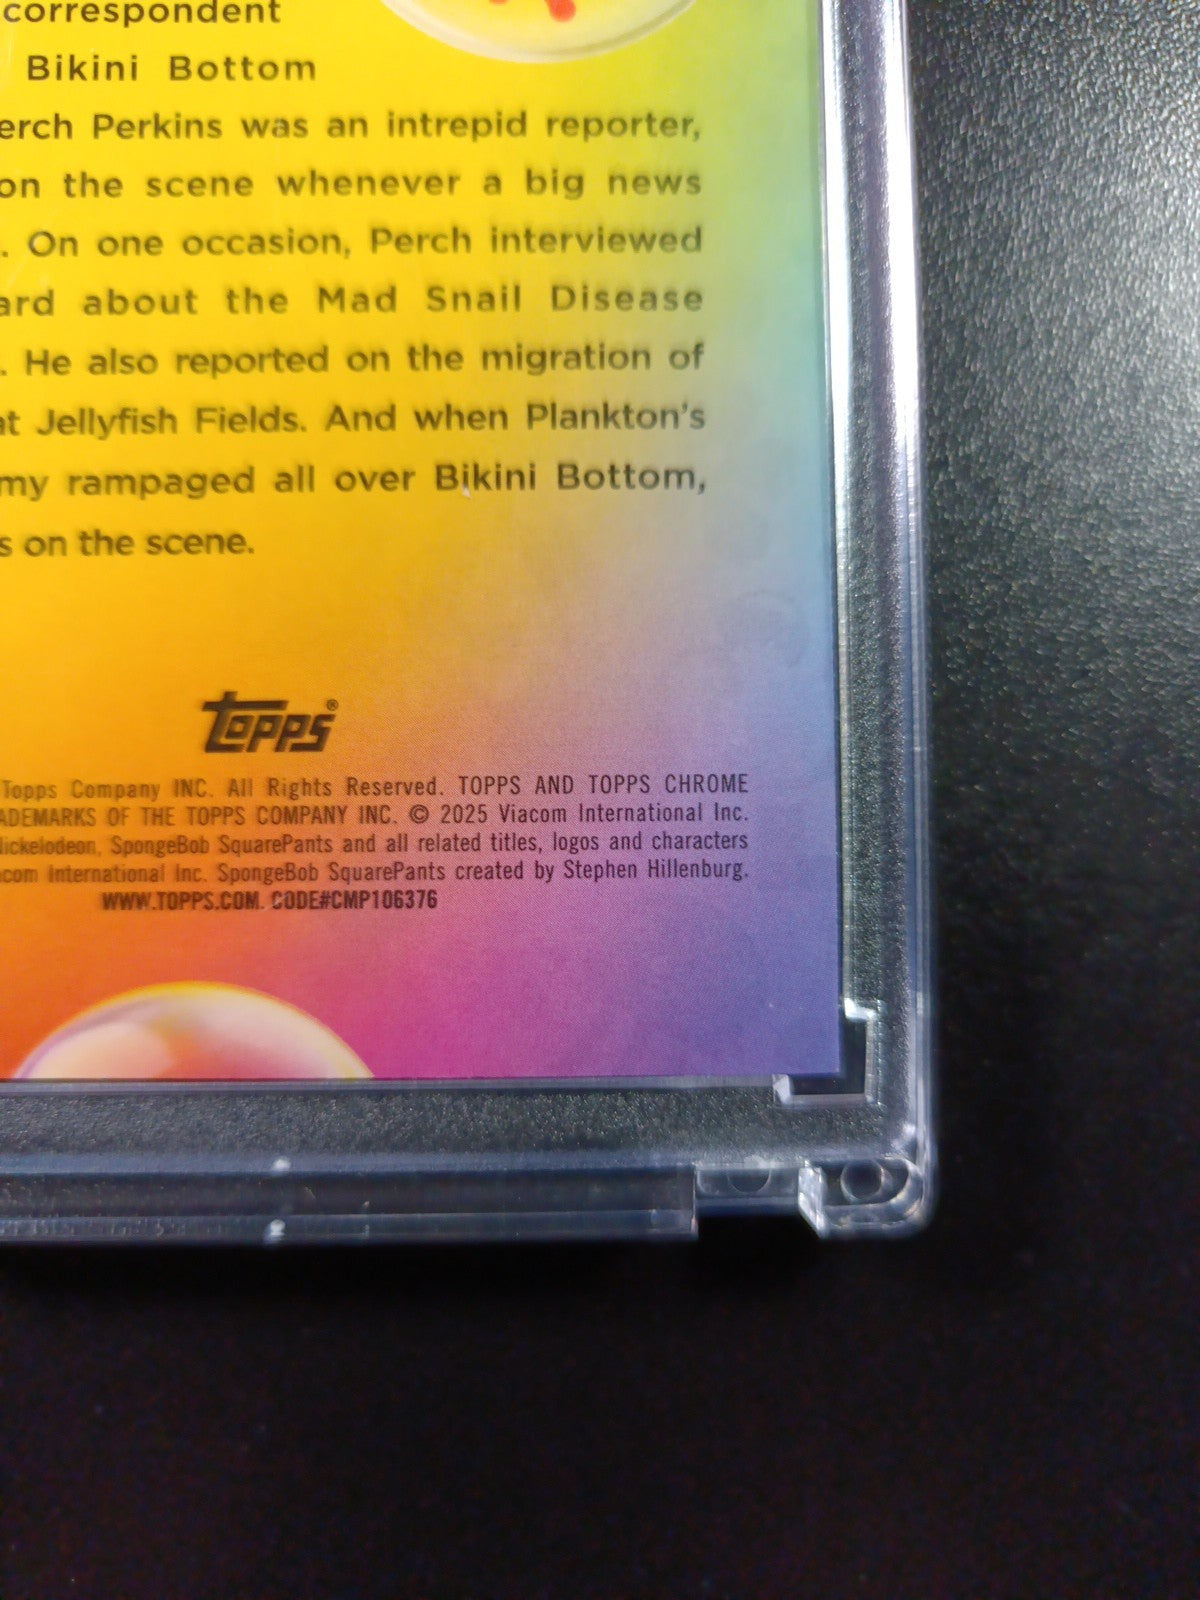 correspondent
Bikini Bottom
erch Perkins was an intrepid reporter,
on the scene whenever a big news
. On one occasion, Perch interviewed
ard about the Mad Snail Disease
. He also reported on the migration of
at Jellyfish Fields. And when Plankton's
my rampaged all over Bikini Bottom,
s on the scene.
TOPPS®
Topps Company INC. All Rights Reserved. TOPPS AND TOPPS CHROME
ADEMARKS OF THE TOPPS COMPANY INC. © 2025 Viacom International Inc.
ickelodeon, SpongeBob SquarePants and all related titles, logos and characters
com International Inc. SpongeBob SquarePants created by Stephen Hillenburg.
WWW.TOPPS.COM. CODE#CMP106376